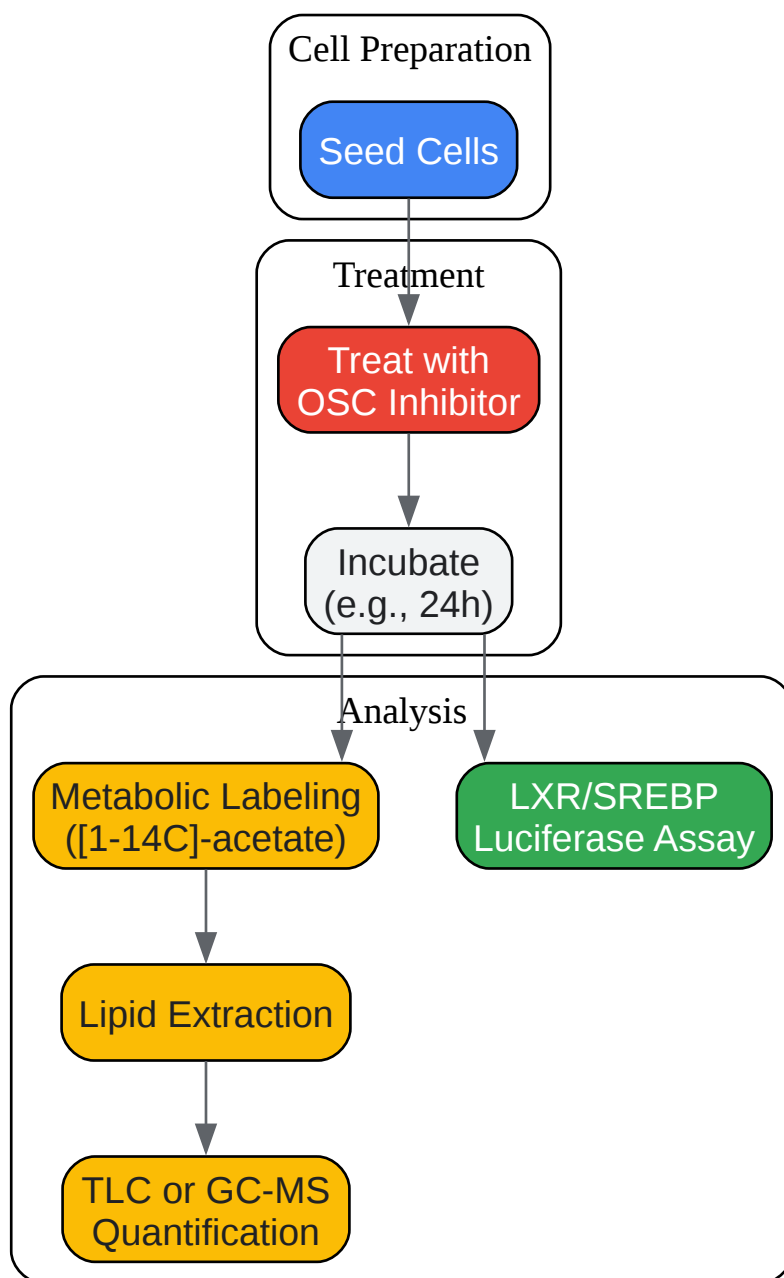 Cell Preparation
Seed Cells
Treatment
Treat with
OSC Inhibitor
Incubate
(e.g., 24h)
Analysis
Metabolic Labeling
([1-14C]-acetate)
LXR/SREBP
Luciferase Assay
Lipid Extraction
TLC or GC-MS
Quantification